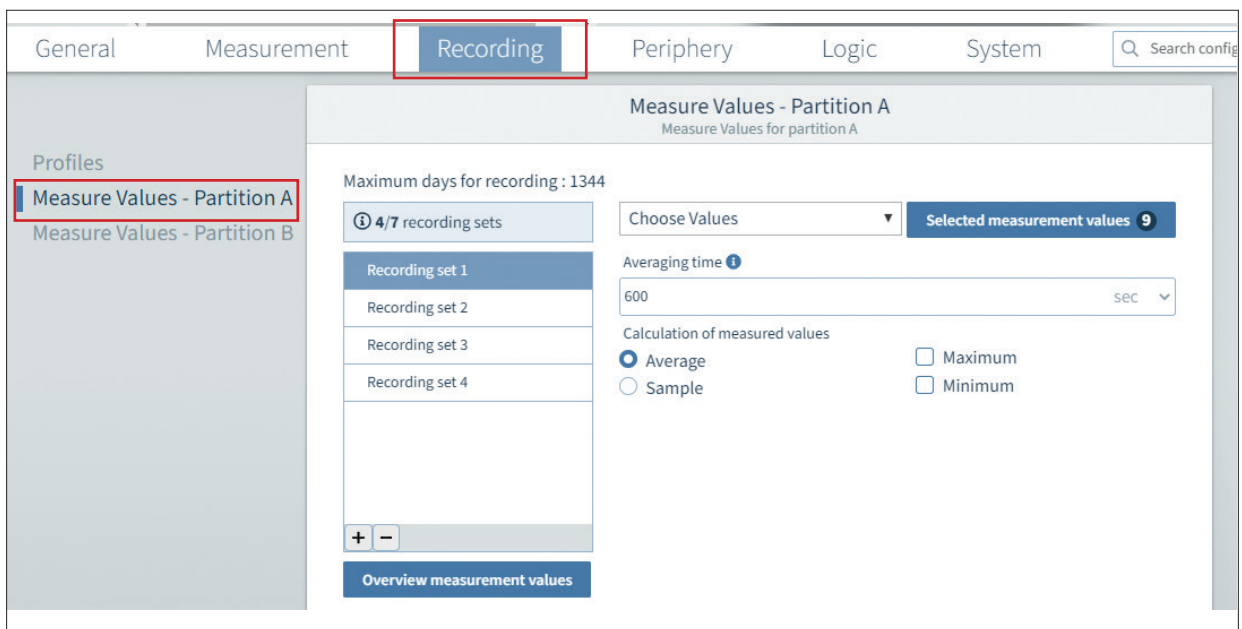 General Measurement Recording Periphery Logic System Search config
Measure Values - Partition A
Measure Values for partition A
Profiles
Measure Values - Partition A
Measure Values - Partition B
Maximum days for recording : 1344
4/7 recording sets
Recording set 1
Recording set 2
Recording set 3
Recording set 4
+ −
Overview measurement values
Choose Values
Selected measurement values 9
Averaging time
600 sec
Calculation of measured values
Average
Sample
Maximum
Minimum